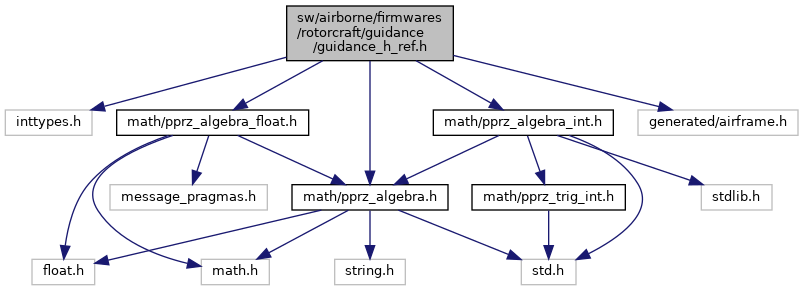 sw/airborne/firmwares
/rotorcraft/guidance
/guidance_h_ref.h
inttypes.h
math/pprz_algebra_float.h
math/pprz_algebra_int.h
generated/airframe.h
message_pragmas.h
math/pprz_algebra.h
math/pprz_trig_int.h
stdlib.h
float.h
math.h
string.h
std.h